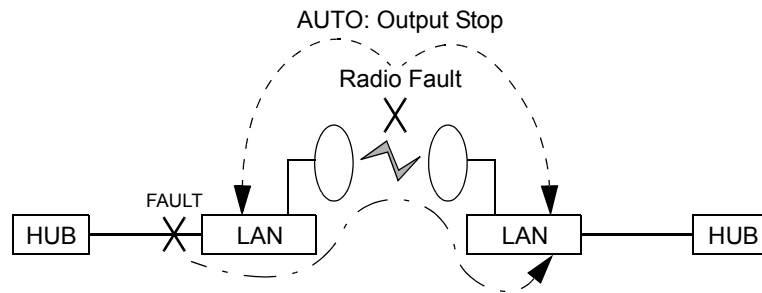 AUTO: Output Stop
Radio Fault
FAULT
HUB
LAN
LAN
HUB